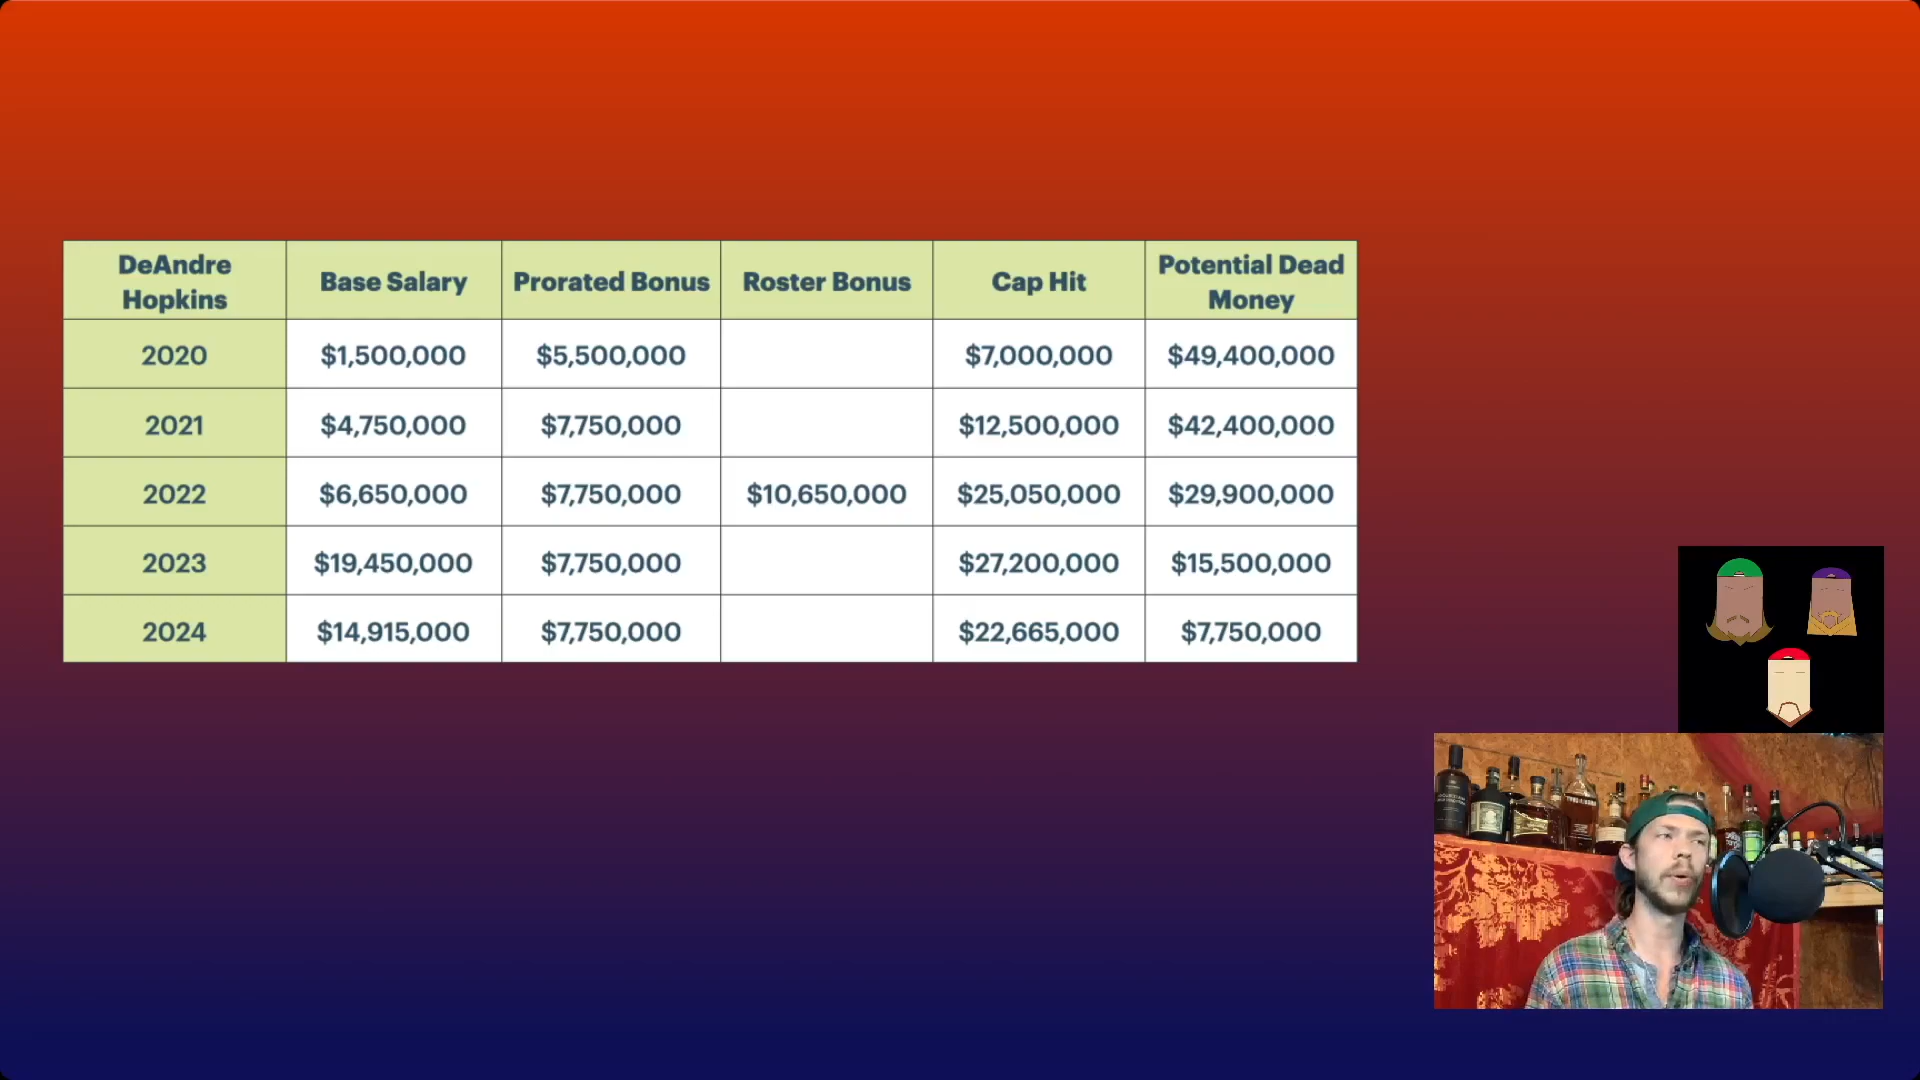 DeAndre Hopkins Base Salary Prorated Bonus Roster Bonus Cap Hit Potential Dead Money
2020 $1,500,000 $5,500,000 $7,000,000 $49,400,000
2021 $4,750,000 $7,750,000 $12,500,000 $42,400,000
2022 $6,650,000 $7,750,000 $10,650,000 $25,050,000 $29,900,000
2023 $19,450,000 $7,750,000 $27,200,000 $15,500,000
2024 $14,915,000 $7,750,000 $22,665,000 $7,750,000